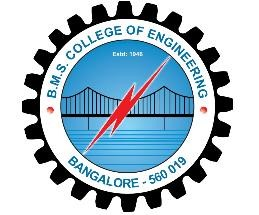 B.M.S. COLLEGE OF ENGINEERING
Estd: 1946
BANGALORE - 560 019